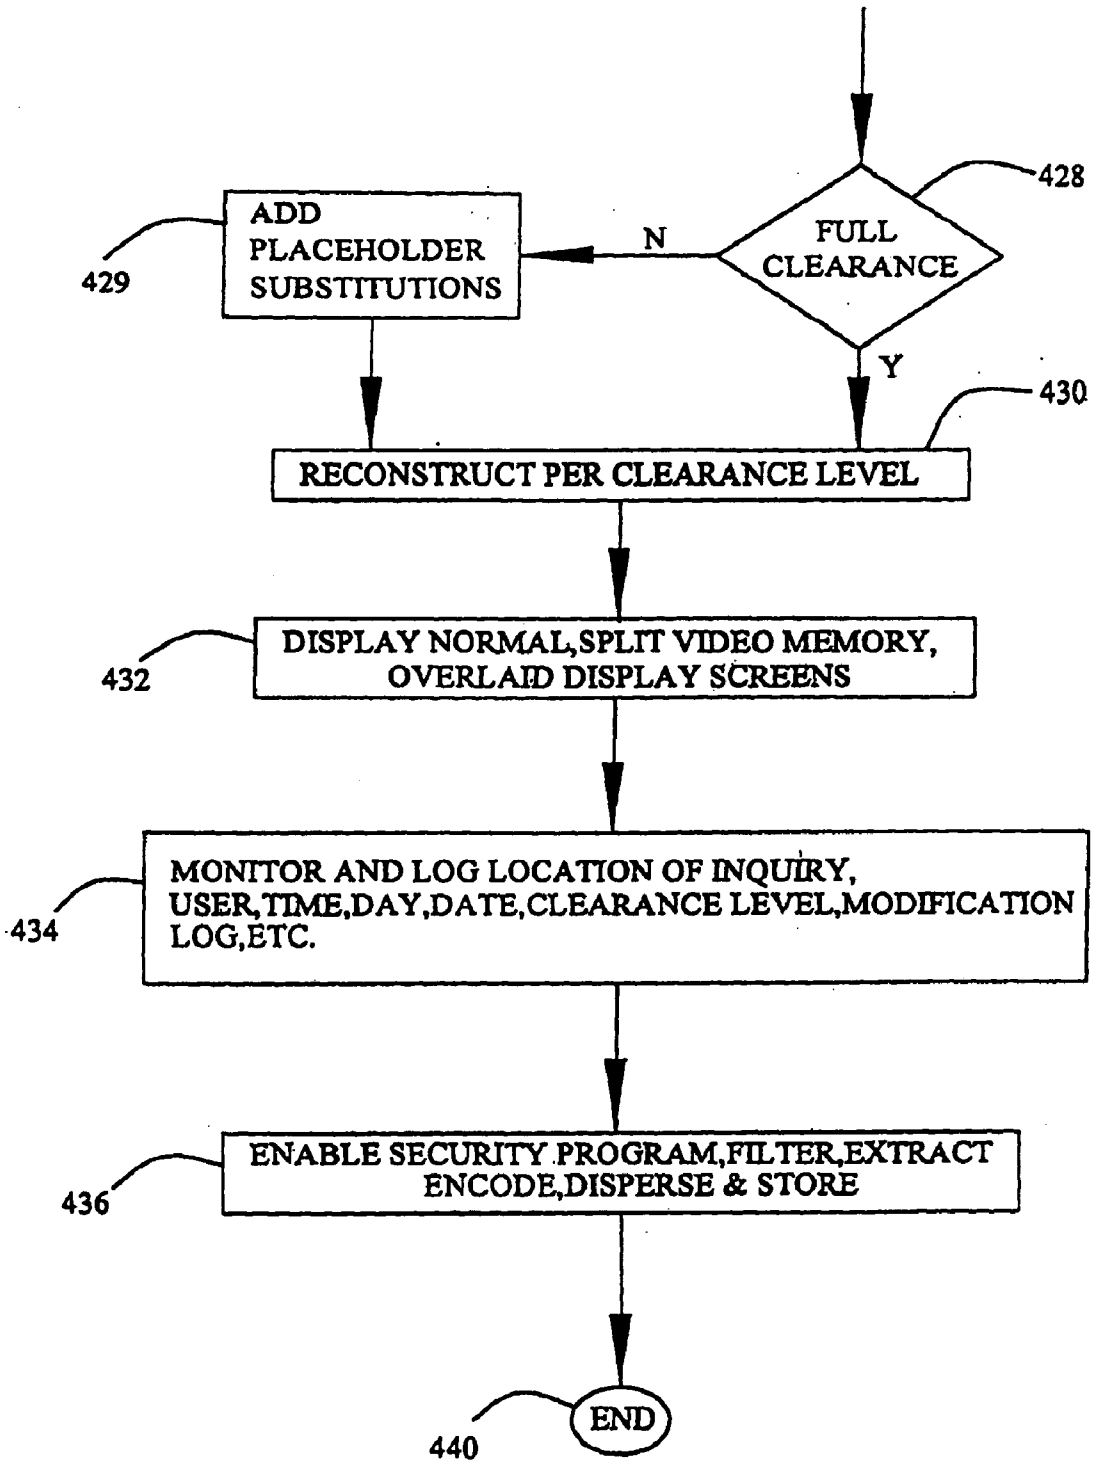 428
FULL
CLEARANCE
N
ADD
PLACEHOLDER
SUBSTITUTIONS
429
Y
430
RECONSTRUCT PER CLEARANCE LEVEL
DISPLAY NORMAL,SPLIT VIDEO MEMORY,
OVERLAID DISPLAY SCREENS
432
MONITOR AND LOG LOCATION OF INQUIRY,
USER,TIME,DAY,DATE,CLEARANCE LEVEL,MODIFICATION
LOG,ETC.
434
ENABLE SECURITY PROGRAM,FILTER,EXTRACT
ENCODE,DISPERSE & STORE
436
END
440